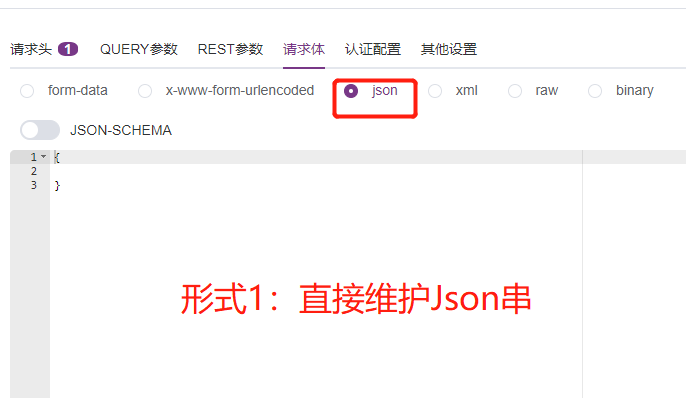 请求头 1 QUERY参数 REST参数 请求体 认证配置 其他设置
form-data x-www-form-urlencoded json xml raw binary
JSON-SCHEMA
1 {
2
3 }
形式1：直接维护Json串